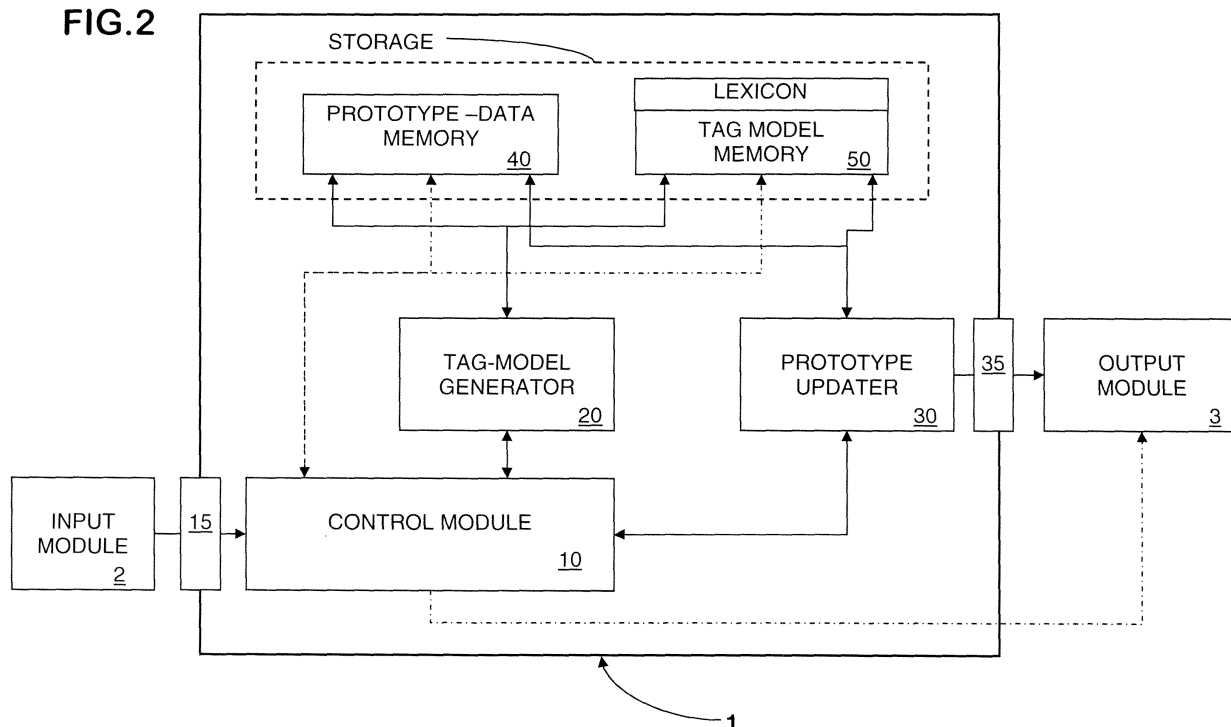 FIG.2
STORAGE
PROTOTYPE –DATA
MEMORY
40
LEXICON
TAG MODEL
MEMORY
50
TAG-MODEL
GENERATOR
20
PROTOTYPE
UPDATER
30
35
OUTPUT
MODULE
3
INPUT
MODULE
2
15
CONTROL MODULE
10
1